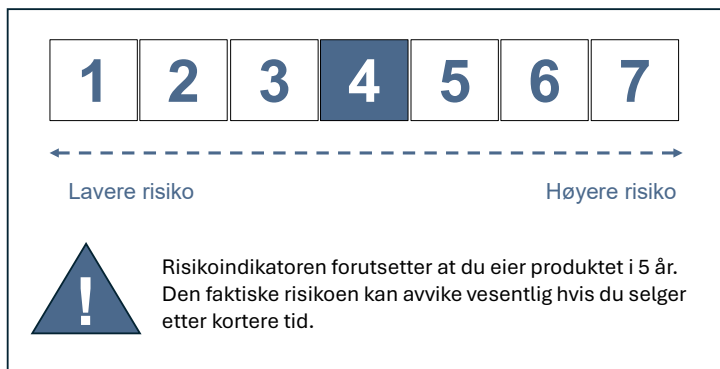 1 2 3 4 5 6 7
Lavere risiko Høyere risiko
!
Risikoindikatoren forutsetter at du eier produktet i 5 år.
Den faktiske risikoen kan avvike vesentlig hvis du selger
etter kortere tid.